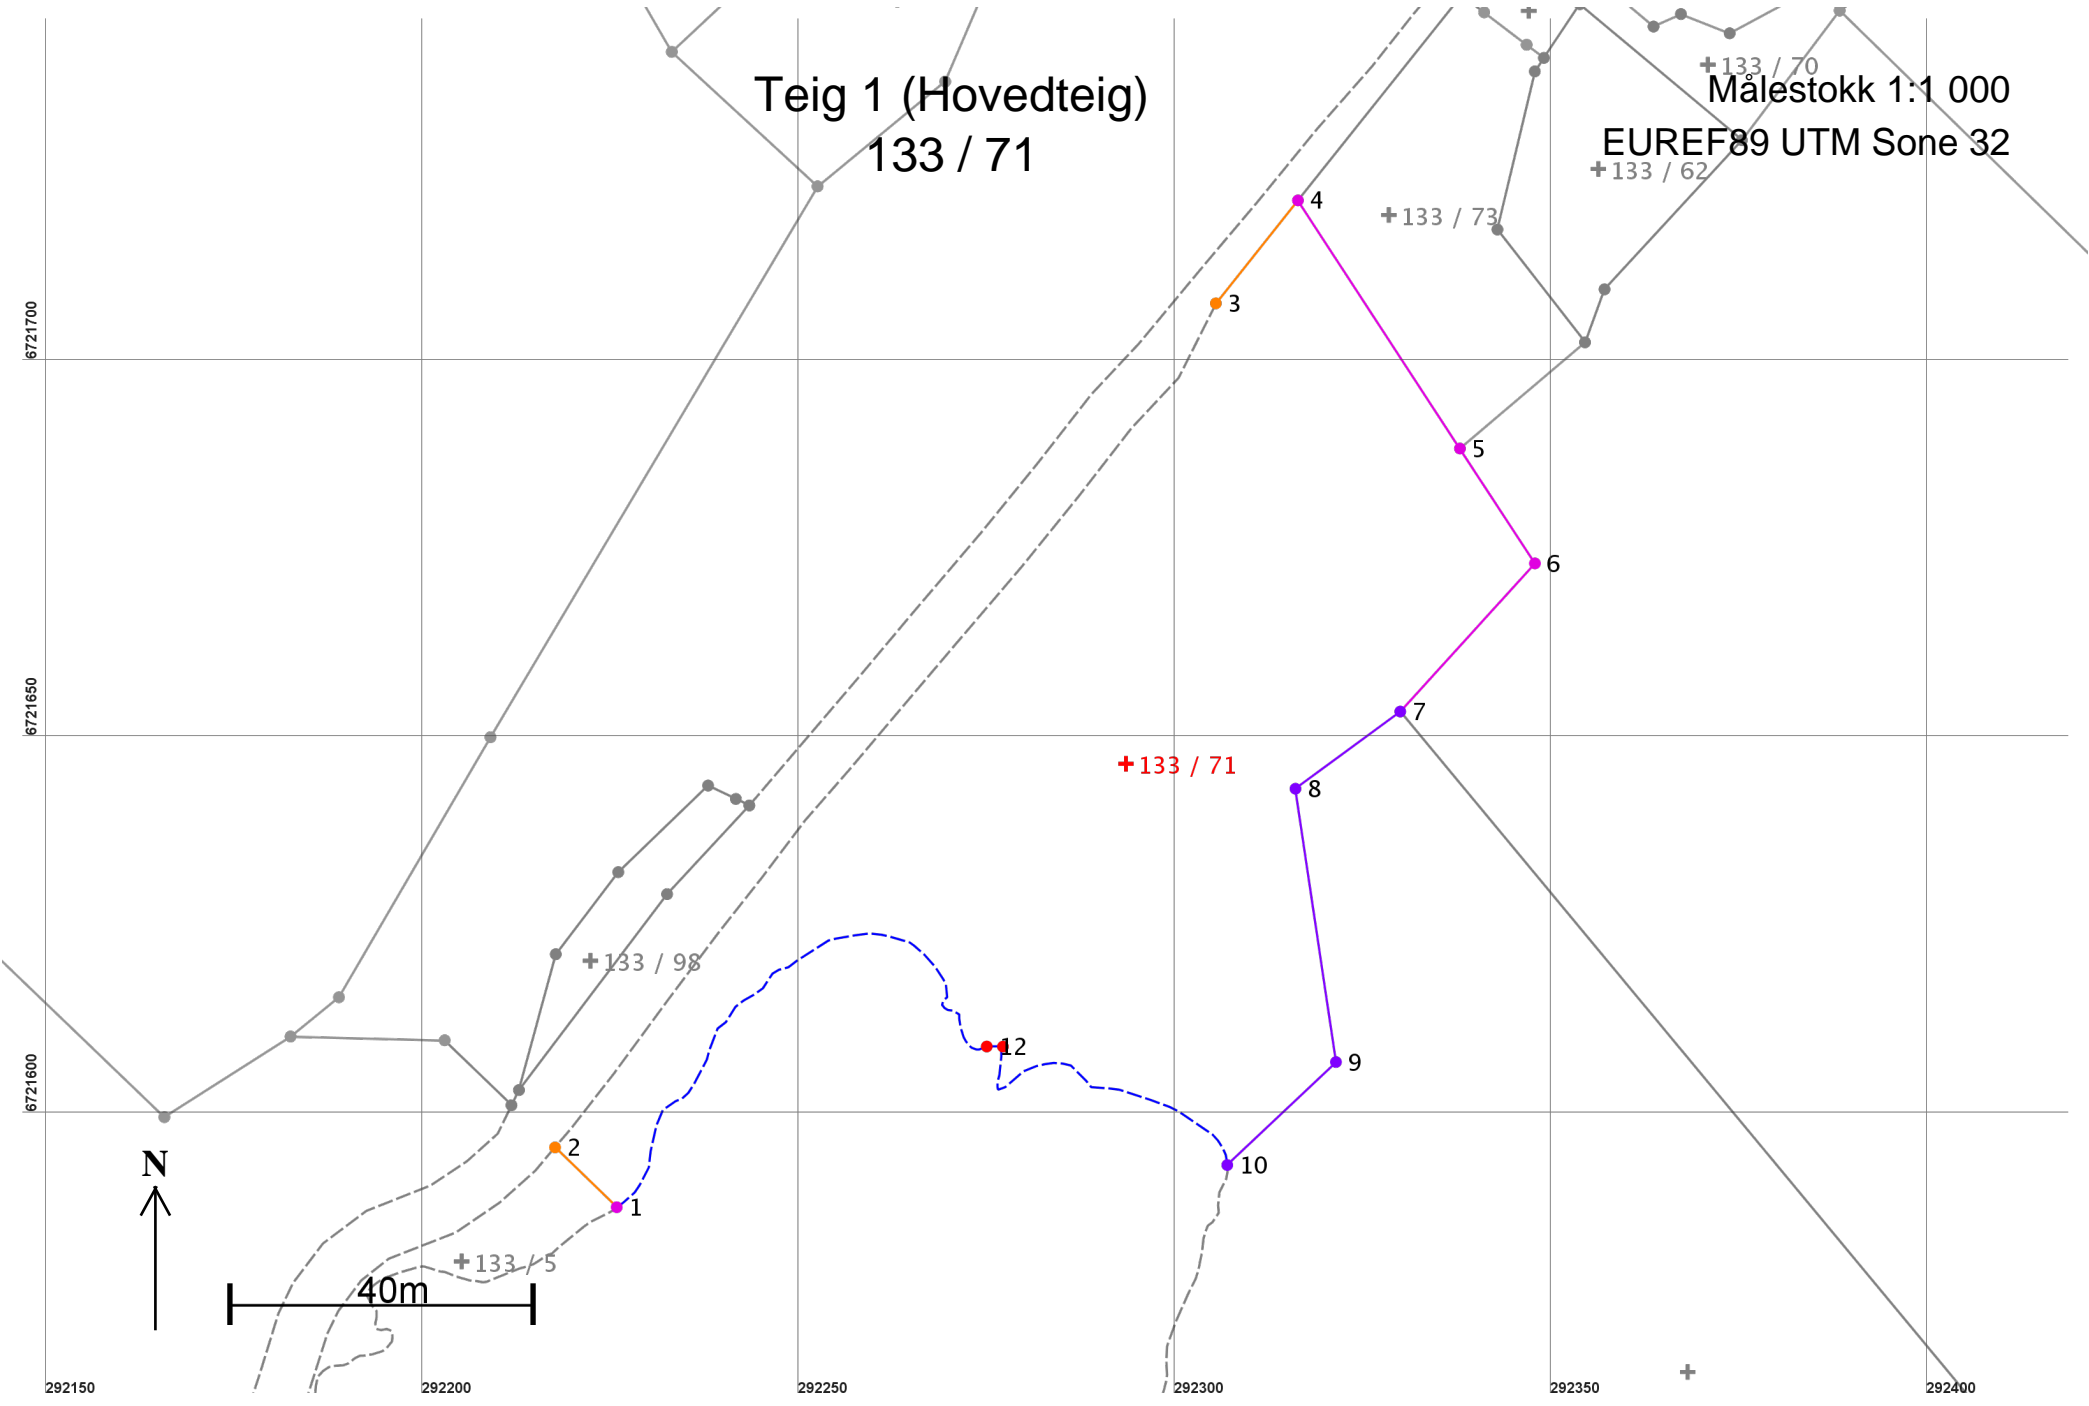 Teig 1 (Hovedteig)
133 / 71
Målestokk 1:1 000
EUREF89 UTM Sone 32
133 / 70
133 / 62
133 / 73
4
3
6721700
5
6
6721650
7
133 / 71
8
133 / 98
12
9
6721600
2
10
N
1
133 / 5
40m
292150
292200
292250
292300
292350
292400